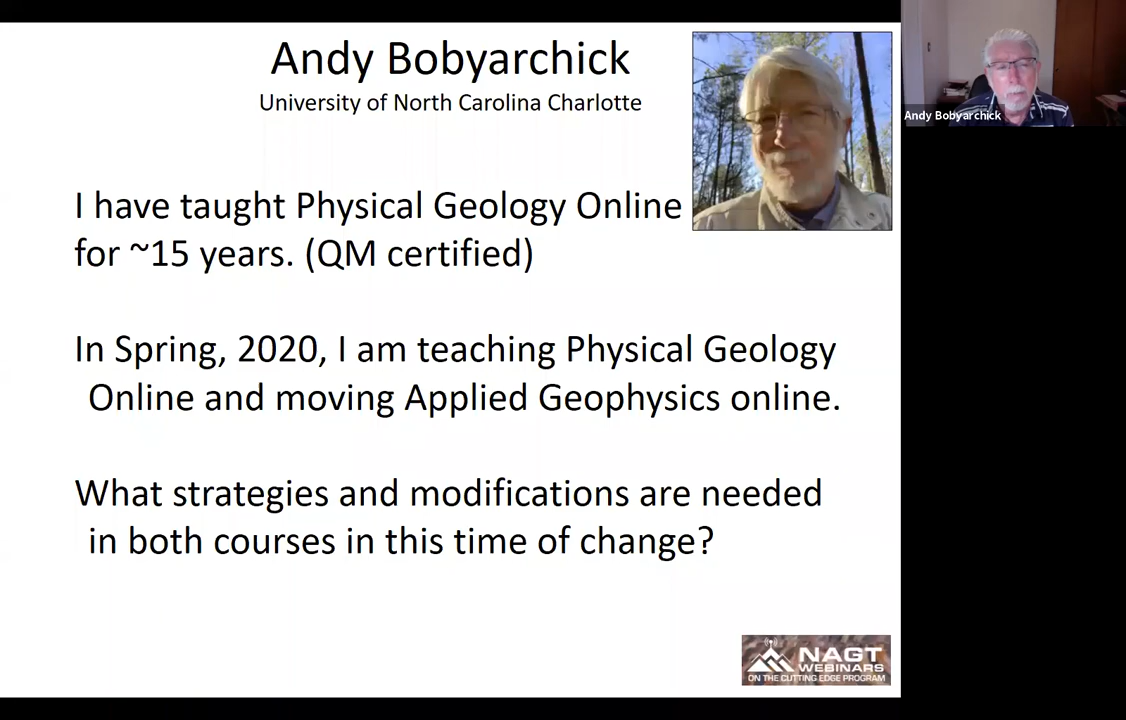 Andy Bobyarchick
University of North Carolina Charlotte
I have taught Physical Geology Online
for ~15 years. (QM certified)
In Spring, 2020, I am teaching Physical Geology
Online and moving Applied Geophysics online.
What strategies and modifications are needed
in both courses in this time of change?
NAGT
WEBINARS
ON THE CUTTING EDGE PROGRAM
Andy Bobyarchick